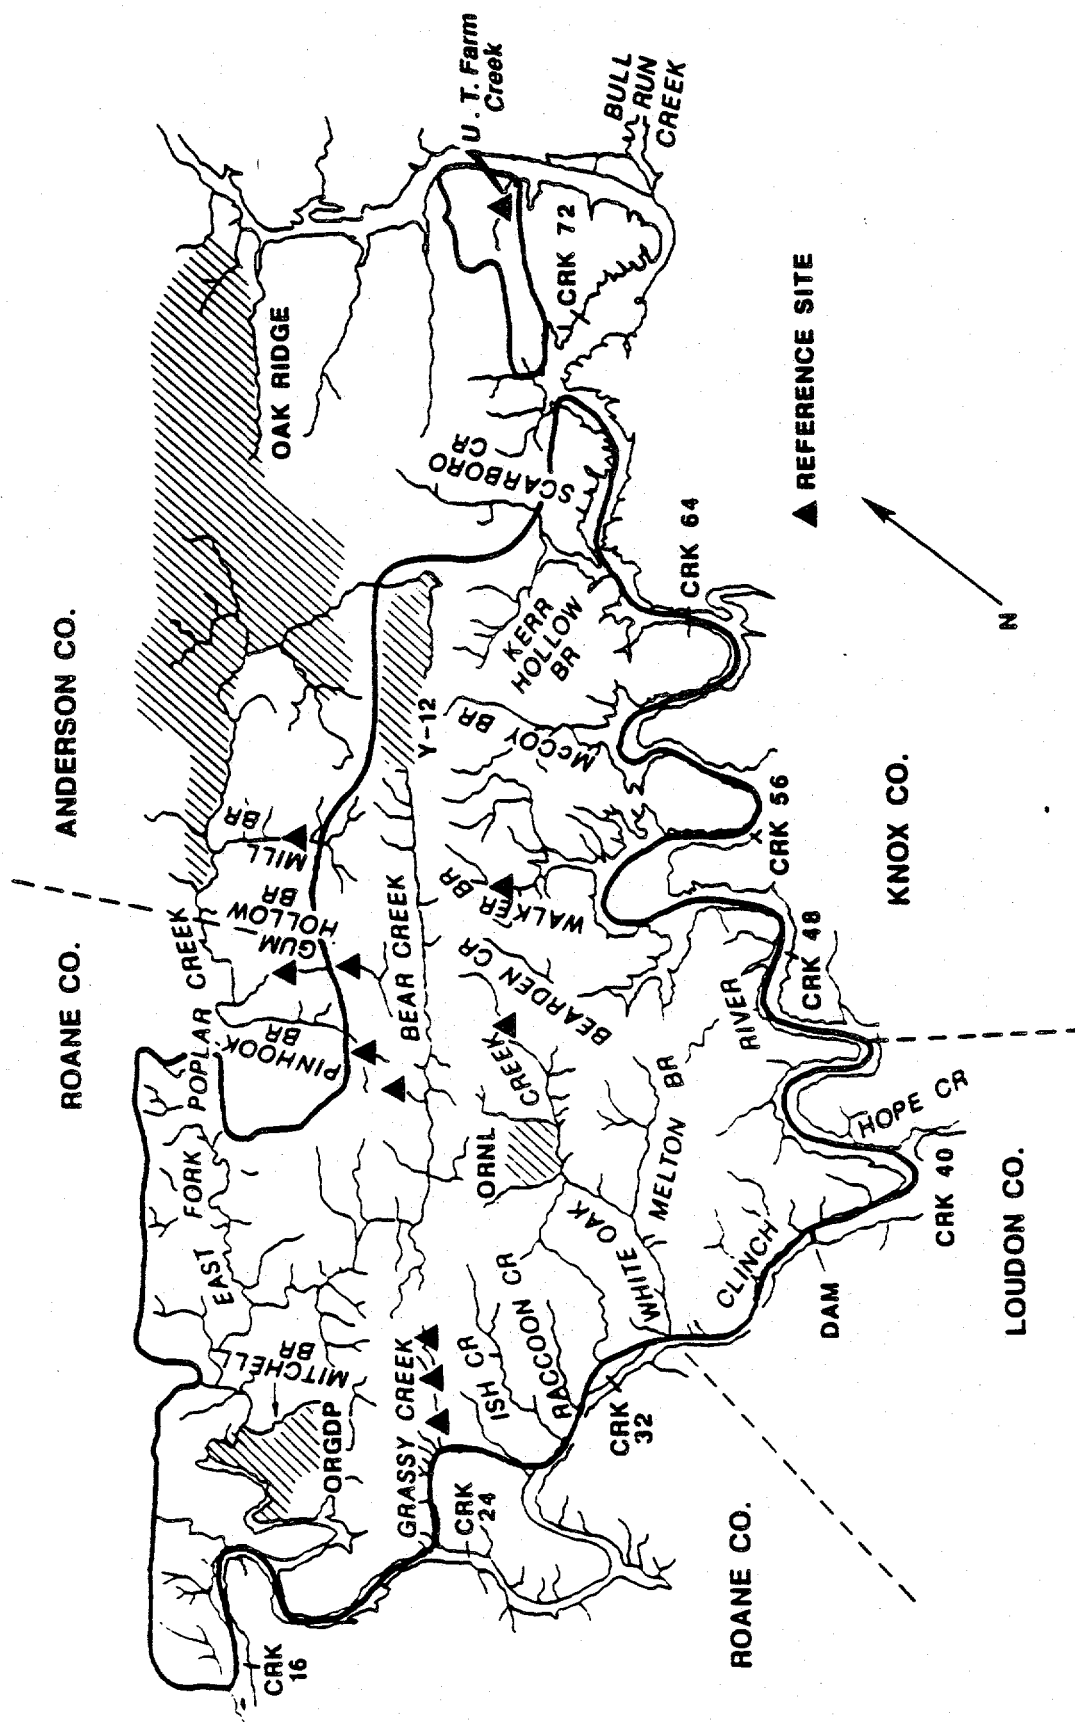 ROANE CO.
ANDERSON CO.
EAST FORK POPLAR CREEK
MITCHELL
BR
PINHOOK
BR
GUM
HOLLOW
BR
MILL
BR
OAK RIDGE
ORGDP
GRASSY CREEK
BEAR CREEK
Y-12
SCARBORO
CR
U.T. Farm
Creek
CRK
16
CRK
24
ISH CR
RACCOON CR
ORNL
WHITE OAK CREEK
BEARDEN CR
WALKER BR
McCOY BR
KERR
HOLLOW
BR
CRK 72
BULL
RUN
CREEK
CRK
32
MELTON BR
CLINCH RIVER
CRK 64
DAM
HOPE CR
CRK 40
CRK 48
CRK 56
REFERENCE SITE
ROANE CO.
LOUDON CO.
KNOX CO.
N